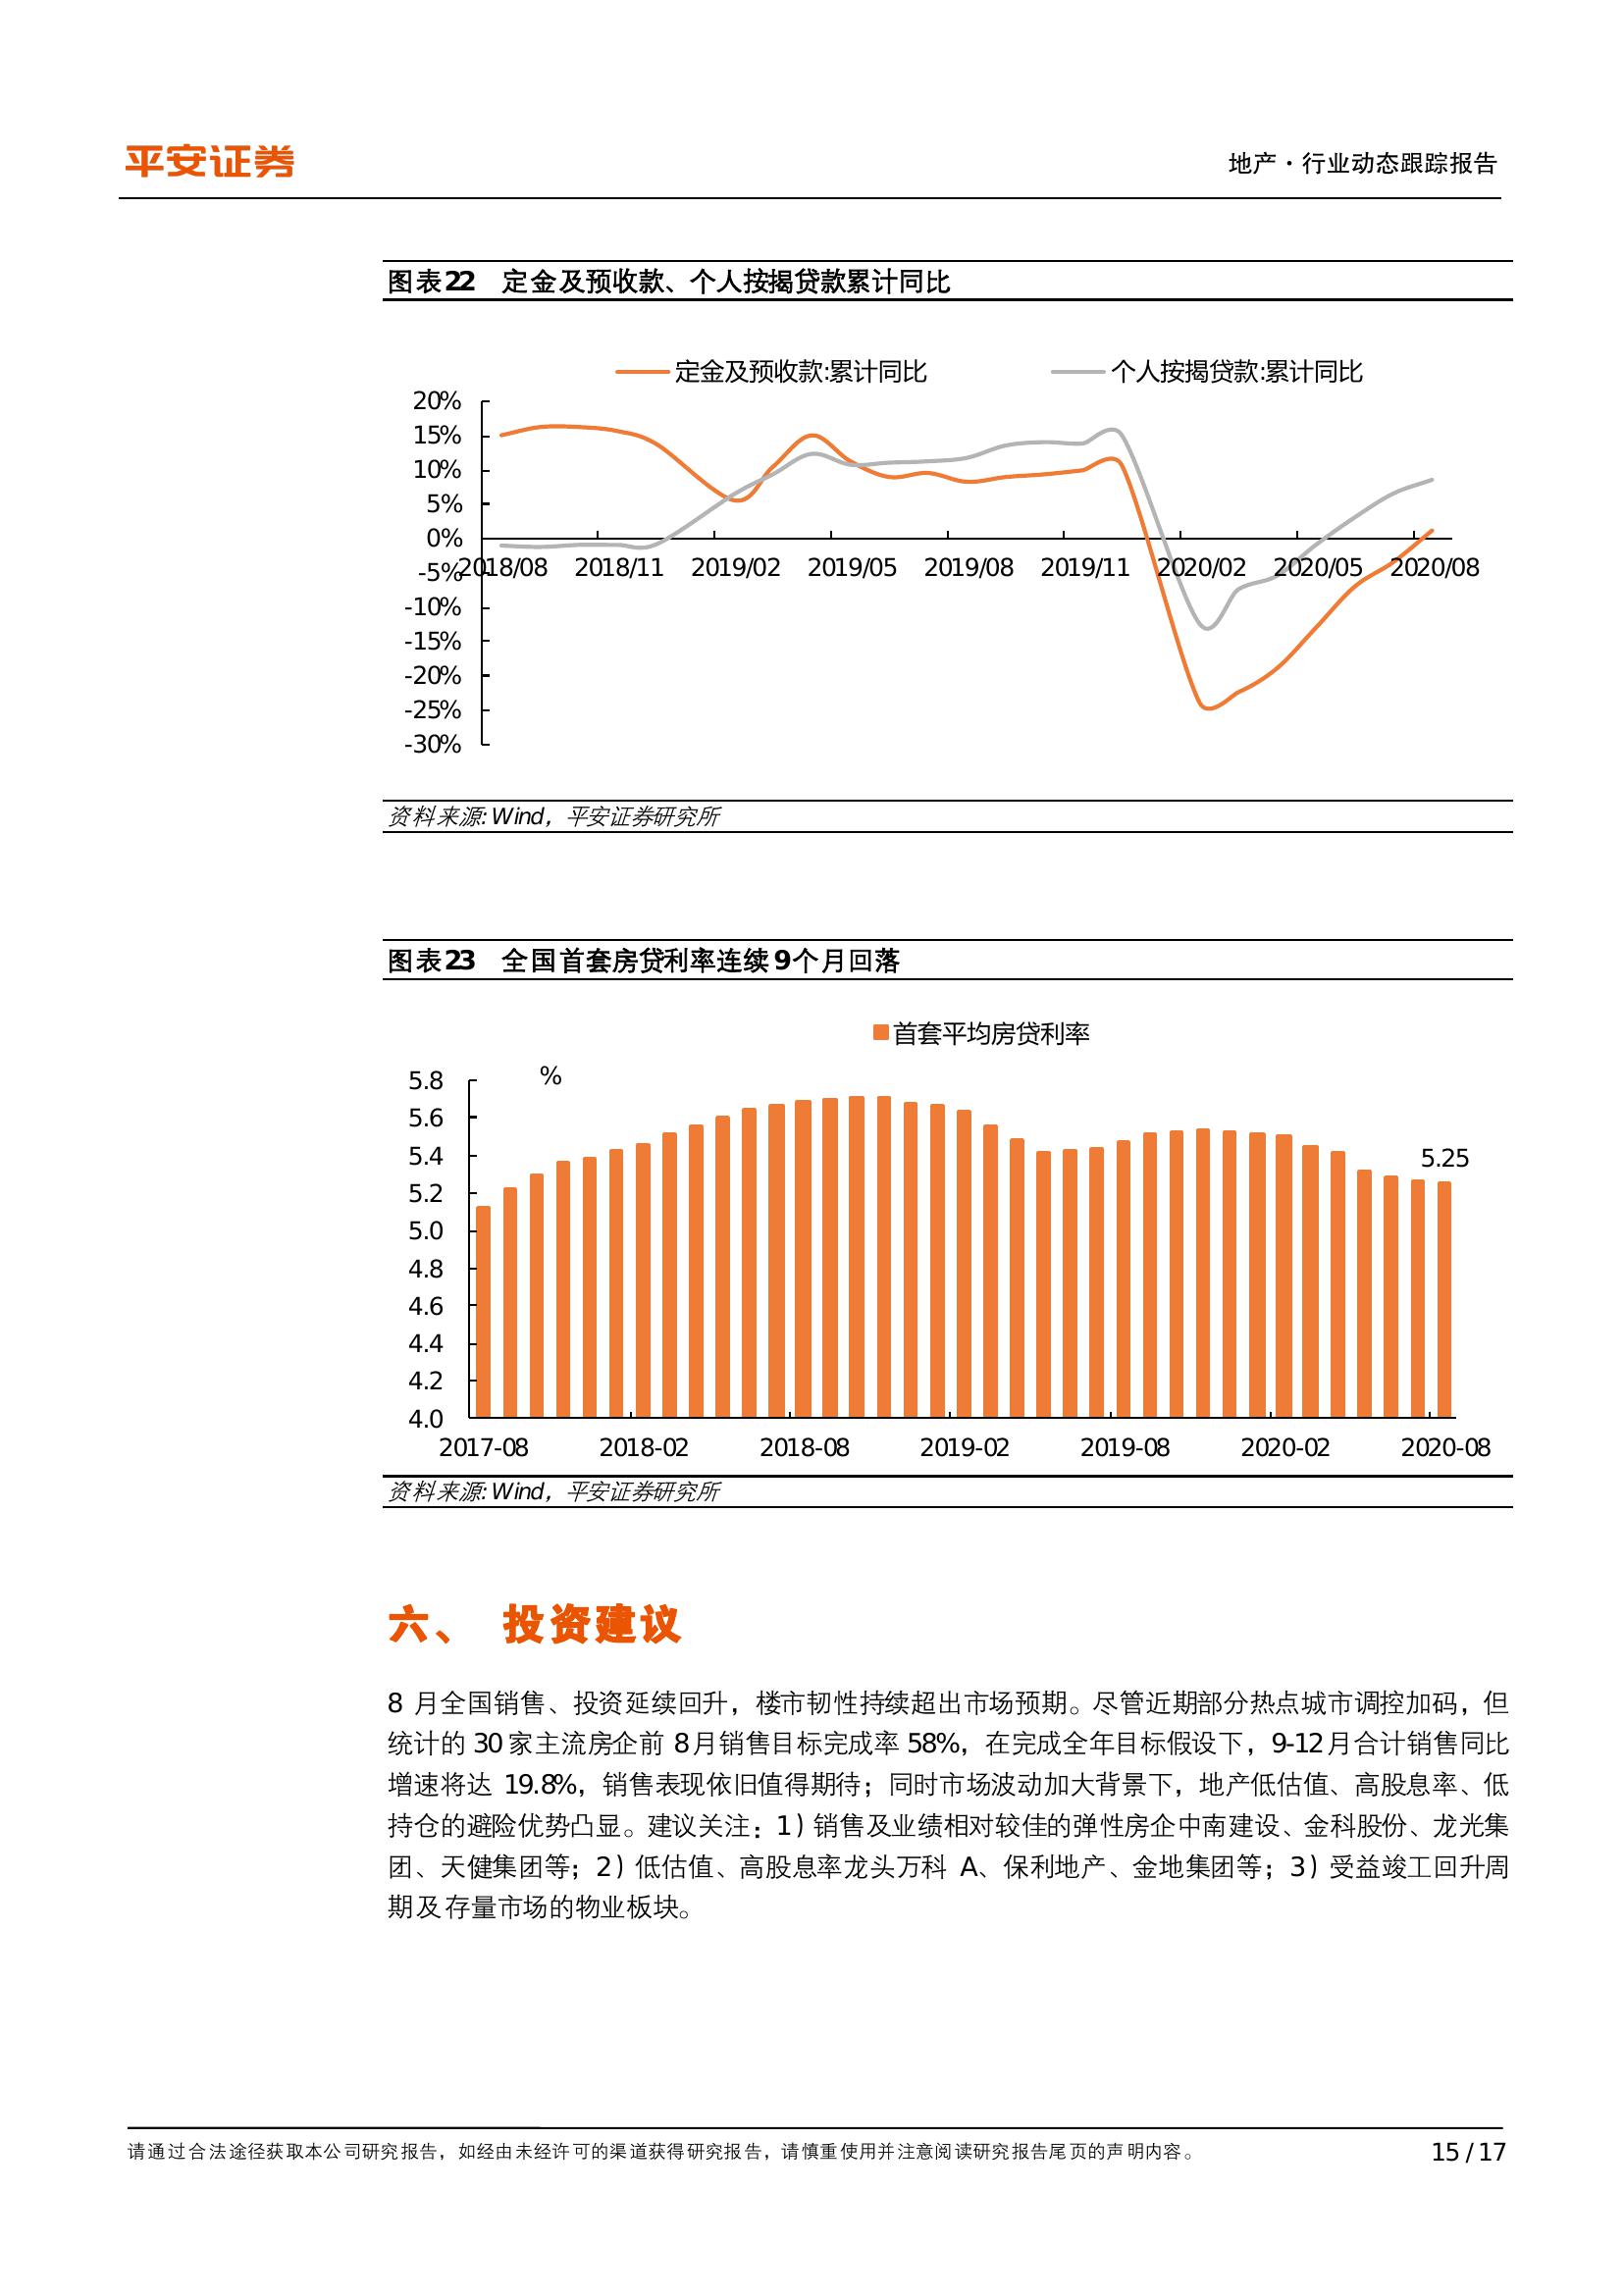 平安证券
地产·行业动态跟踪报告
图表22 定金及预收款、个人按揭贷款累计同比
定金及预收款:累计同比 个人按揭贷款:累计同比
20%
15%
10%
5%
0%
-5%
-10%
-15%
-20%
-25%
-30%
2018/08 2018/11 2019/02 2019/05 2019/08 2019/11 2020/02 2020/05 2020/08
资料来源:Wind，平安证券研究所
图表23 全国首套房贷利率连续9个月回落
首套平均房贷利率
%
5.8
5.6
5.4
5.2
5.0
4.8
4.6
4.4
4.2
4.0
5.25
2017-08 2018-02 2018-08 2019-02 2019-08 2020-02 2020-08
资料来源:Wind，平安证券研究所
六、 投资建议
8 月全国销售、投资延续回升，楼市韧性持续超出市场预期。尽管近期部分热点城市调控加码，但
统计的 30 家主流房企前 8 月销售目标完成率 58%，在完成全年目标假设下，9-12 月合计销售同比
增速将达 19.8%，销售表现依旧值得期待；同时市场波动加大背景下，地产低估值、高股息率、低
持仓的避险优势凸显。建议关注：1）销售及业绩相对较佳的弹性房企中南建设、金科股份、龙光集
团、天健集团等；2）低估值、高股息率龙头万科 A、保利地产、金地集团等；3）受益竣工回升周
期及存量市场的物业板块。
请通过合法途径获取本公司研究报告，如经由未经许可的渠道获得研究报告，请慎重使用并注意阅读研究报告尾页的声明内容。
15 / 17